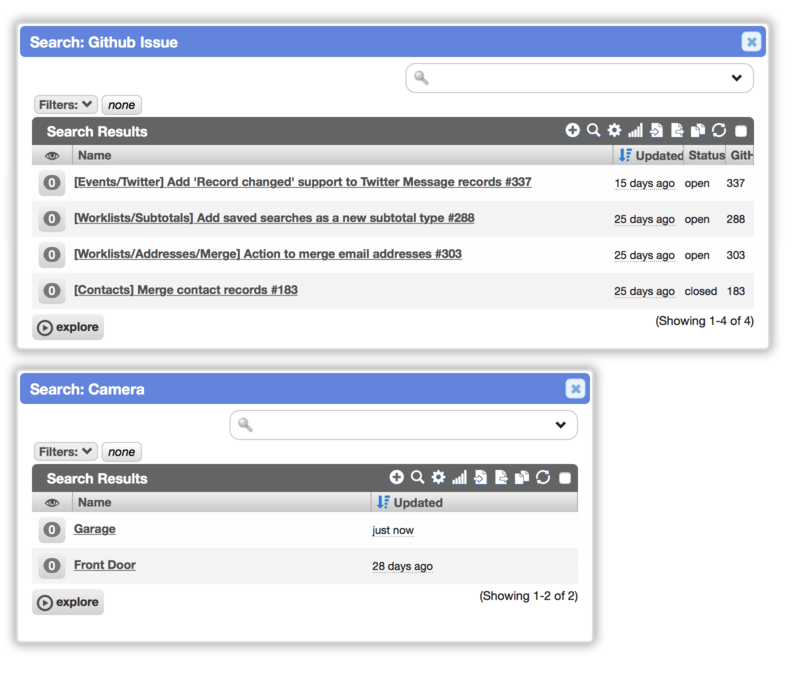 Search: Github Issue
Filters: none
Search Results
Name Updated Status GitH
0 [Events/Twitter] Add 'Record changed' support to Twitter Message records #337 15 days ago open 337
0 [Worklists/Subtotals] Add saved searches as a new subtotal type #288 25 days ago open 288
0 [Worklists/Addresses/Merge] Action to merge email addresses #303 25 days ago open 303
0 [Contacts] Merge contact records #183 25 days ago closed 183
explore (Showing 1-4 of 4)
Search: Camera
Filters: none
Search Results
Name Updated
0 Garage just now
0 Front Door 28 days ago
explore (Showing 1-2 of 2)